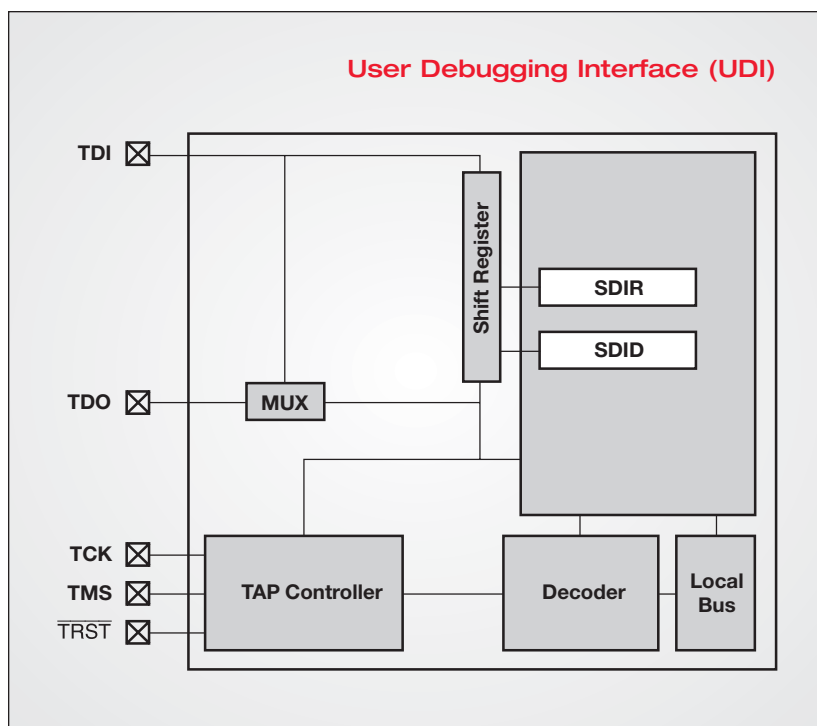 User Debugging Interface (UDI)
TDI
Shift Register
SDIR
SDID
TDO
MUX
TCK
TMS
TRST
TAP Controller
Decoder
Local
Bus